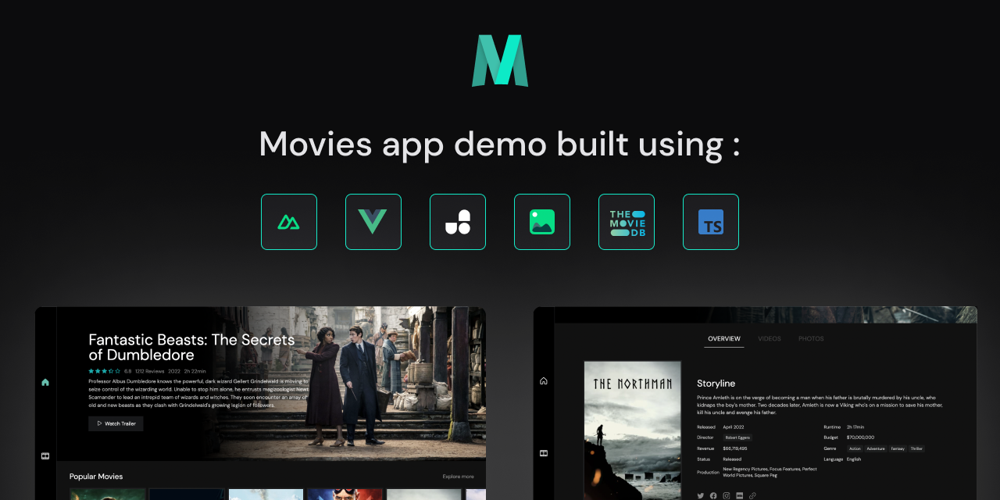 M
Movies app demo built using :
THE
MOVIE
DB
TS
Fantastic Beasts: The Secrets
of Dumbledore
6.8 1212 Reviews 2022 2h 22min
Professor Albus Dumbledore knows the powerful, dark wizard Gellert Grindelwald is moving to
seize control of the wizarding world. Unable to stop him alone, he entrusts magizoologist Newt
Scamander to lead an intrepid team of wizards and witches. They soon encounter an array of
old and new beasts as they clash with Grindelwald's growing legion of followers.
Watch Trailer
Popular Movies
Explore more
OVERVIEW VIDEOS PHOTOS
THE NORTHMAN
Storyline
Prince Amleth is on the verge of becoming a man when his father is brutally murdered by his uncle, who
kidnaps the boy's mother. Two decades later, Amleth is now a Viking who's on a mission to save his mother,
kill his uncle and avenge his father.
Released April 2022 Runtime 2h 17min
Director Robert Eggers Budget $70,000,000
Revenue $66,719,495 Genre Action Adventure Fantasy Thriller
Status Released Language English
Production New Regency Pictures, Focus Features, Perfect
World Pictures, Square Peg